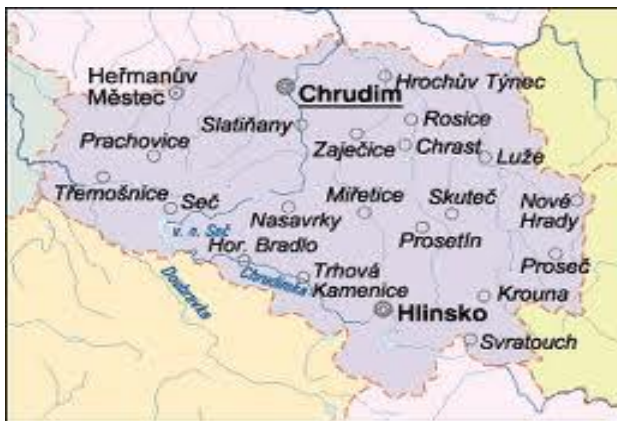 Heřmanův
Městec
Chrudim
Hrochův Týnec
Slatiňany
Rosice
Zaječice
Chrast
Prachovice
Luže
Třemošnice
Seč
Nasavrky
Miřetice
Skuteč
Nové
Hrady
v. n. Seč
Prosetín
Hor. Bradlo
Proseč
Doubravka
Chrudimka
Trhová
Kamenice
Krouna
Hlinsko
Svratouch